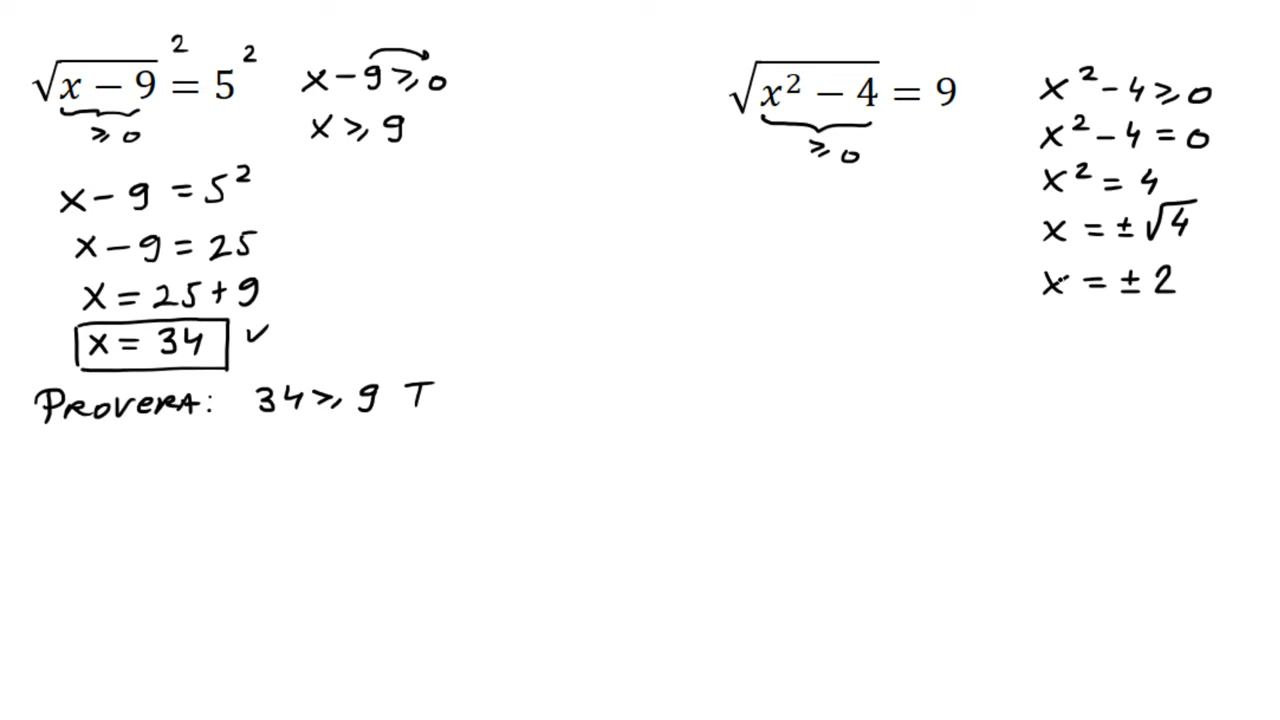 √(x − 9)² = 5²
≥ 0
x − 9 ≥ 0
x ≥ 9
x − 9 = 5²
x − 9 = 25
x = 25 + 9
x = 34 ✓
PROVERA: 34 ≥ 9 T
√(x² − 4) = 9
≥ 0
x² − 4 ≥ 0
x² − 4 = 0
x² = 4
x = ± √4
x = ± 2